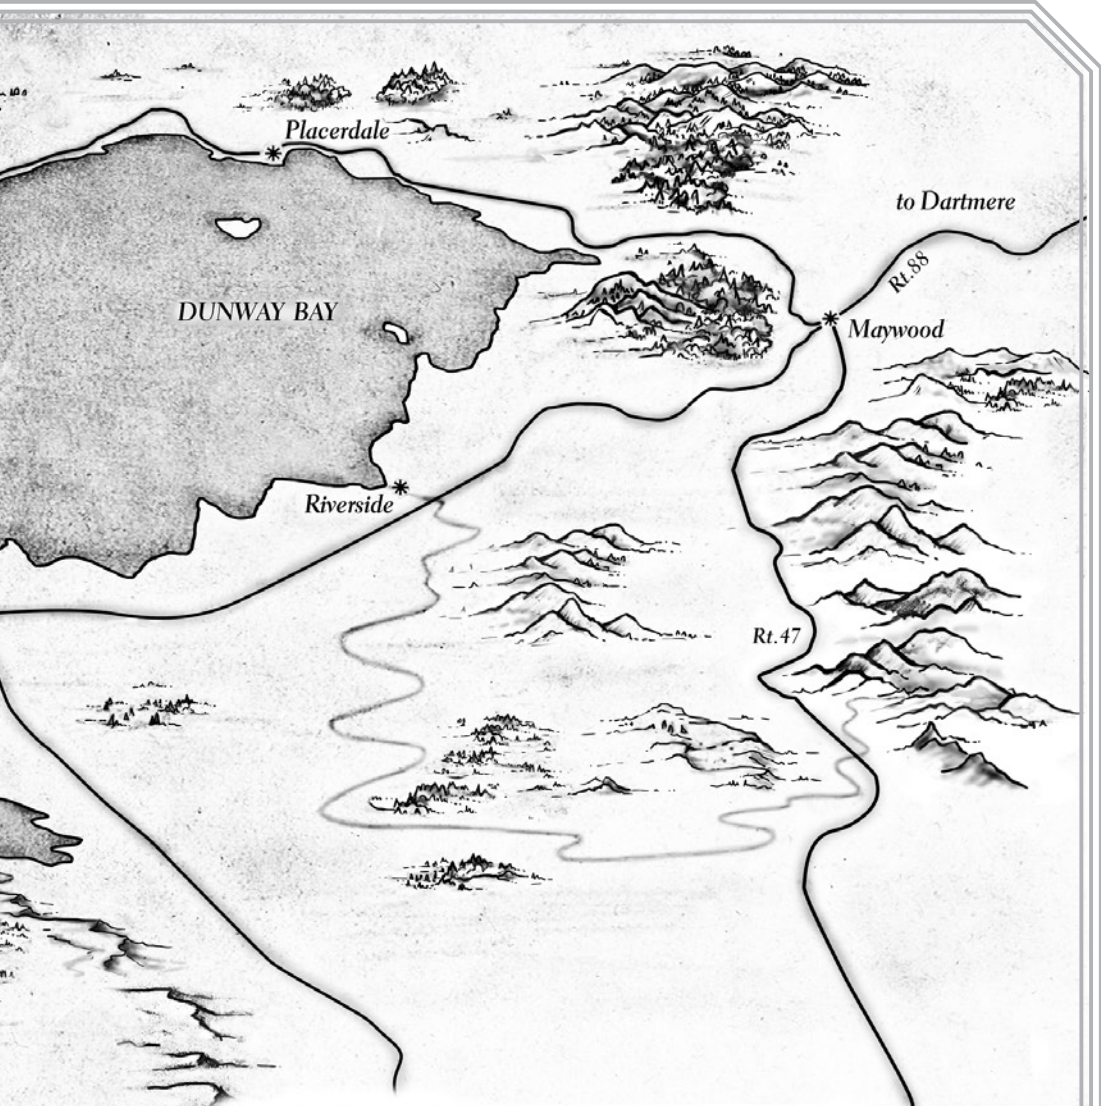 Placerdale
to Dartmere
Rt.88
DUNWAY BAY
Maywood
Riverside
Rt.47